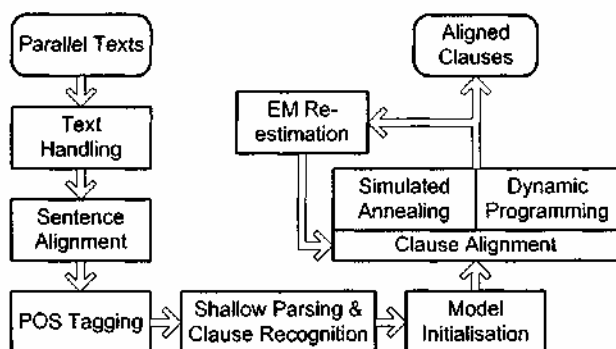 Parallel Texts
Text
Handling
Sentence
Alignment
POS Tagging
Shallow Parsing &
Clause Recognition
Model
Initialisation
Clause Alignment
Simulated
Annealing
Dynamic
Programming
EM Re-
estimation
Aligned
Clauses